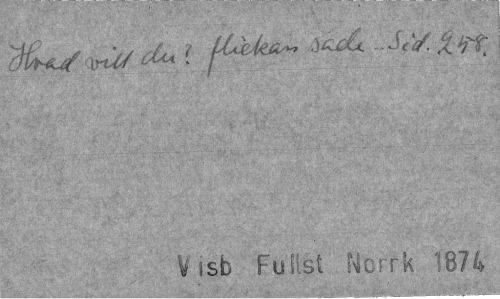 Hvad vill du? flickan sade .. Sid. 258.
Visb Fullst Norrk 1874